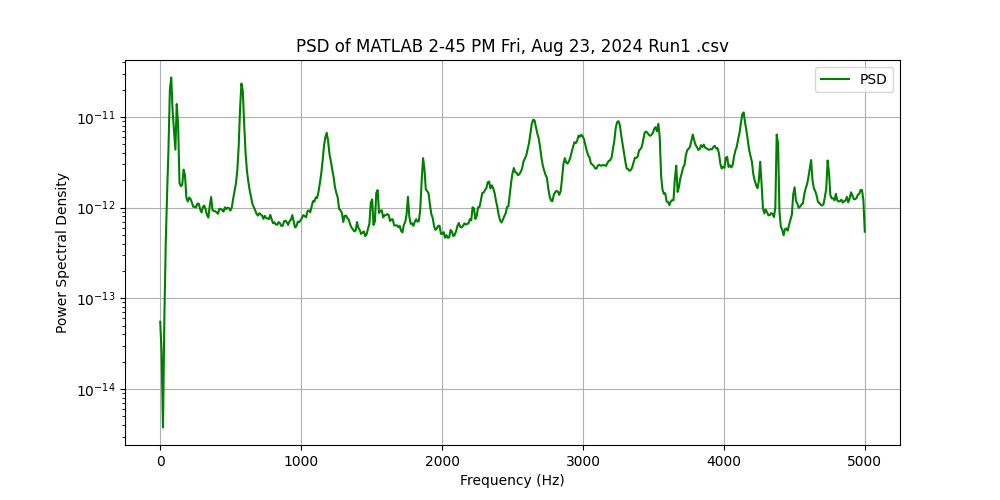 PSD of MATLAB 2-45 PM Fri, Aug 23, 2024 Run1 .csv
PSD
Power Spectral Density
10⁻¹¹
10⁻¹²
10⁻¹³
10⁻¹⁴
0 1000 2000 3000 4000 5000
Frequency (Hz)